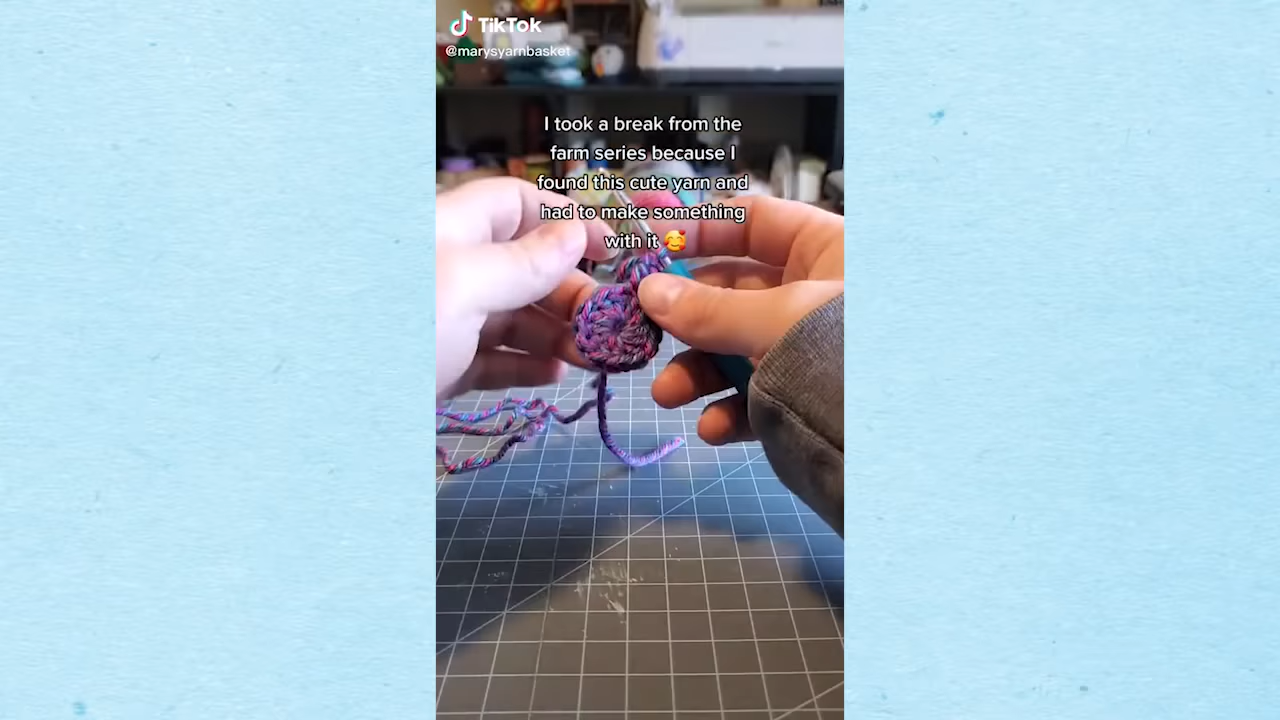 TikTok
@marysyarnbasket
I took a break from the
farm series because I
found this cute yarn and
had to make something
with it 🥰